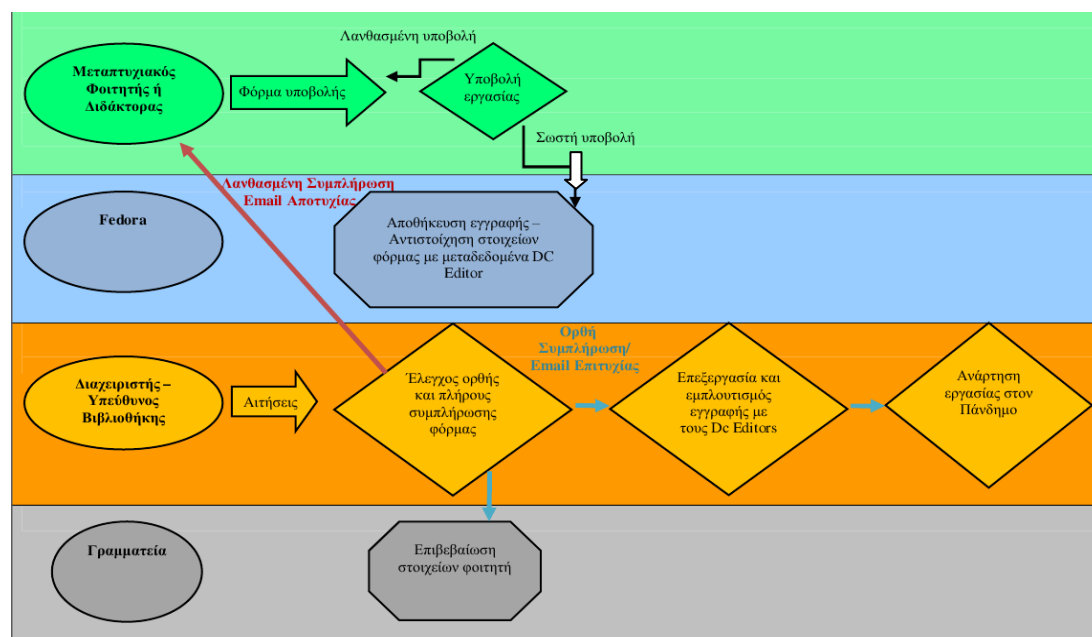 Λανθασμένη υποβολή
Μεταπτυχιακός
Φοιτητής ή
Διδάκτορας
Φόρμα υποβολής
Υποβολή
εργασίας
Σωστή υποβολή
Λανθασμένη Συμπλήρωση
Email Αποτυχίας
Fedora
Αποθήκευση εγγραφής –
Αντιστοίχηση στοιχείων
φόρμας με μεταδεδομένα DC
Editor
Ορθή
Συμπλήρωση/
Email Επιτυχίας
Διαχειριστής –
Υπεύθυνος
Βιβλιοθήκης
Αιτήσεις
Έλεγχος ορθής
και πλήρους
συμπλήρωσης
φόρμας
Επεξεργασία και
εμπλουτισμός
εγγραφής με
τους Dc Editors
Ανάρτηση
εργασίας στον
Πάνδημο
Γραμματεία
Επιβεβαίωση
στοιχείων φοιτητή